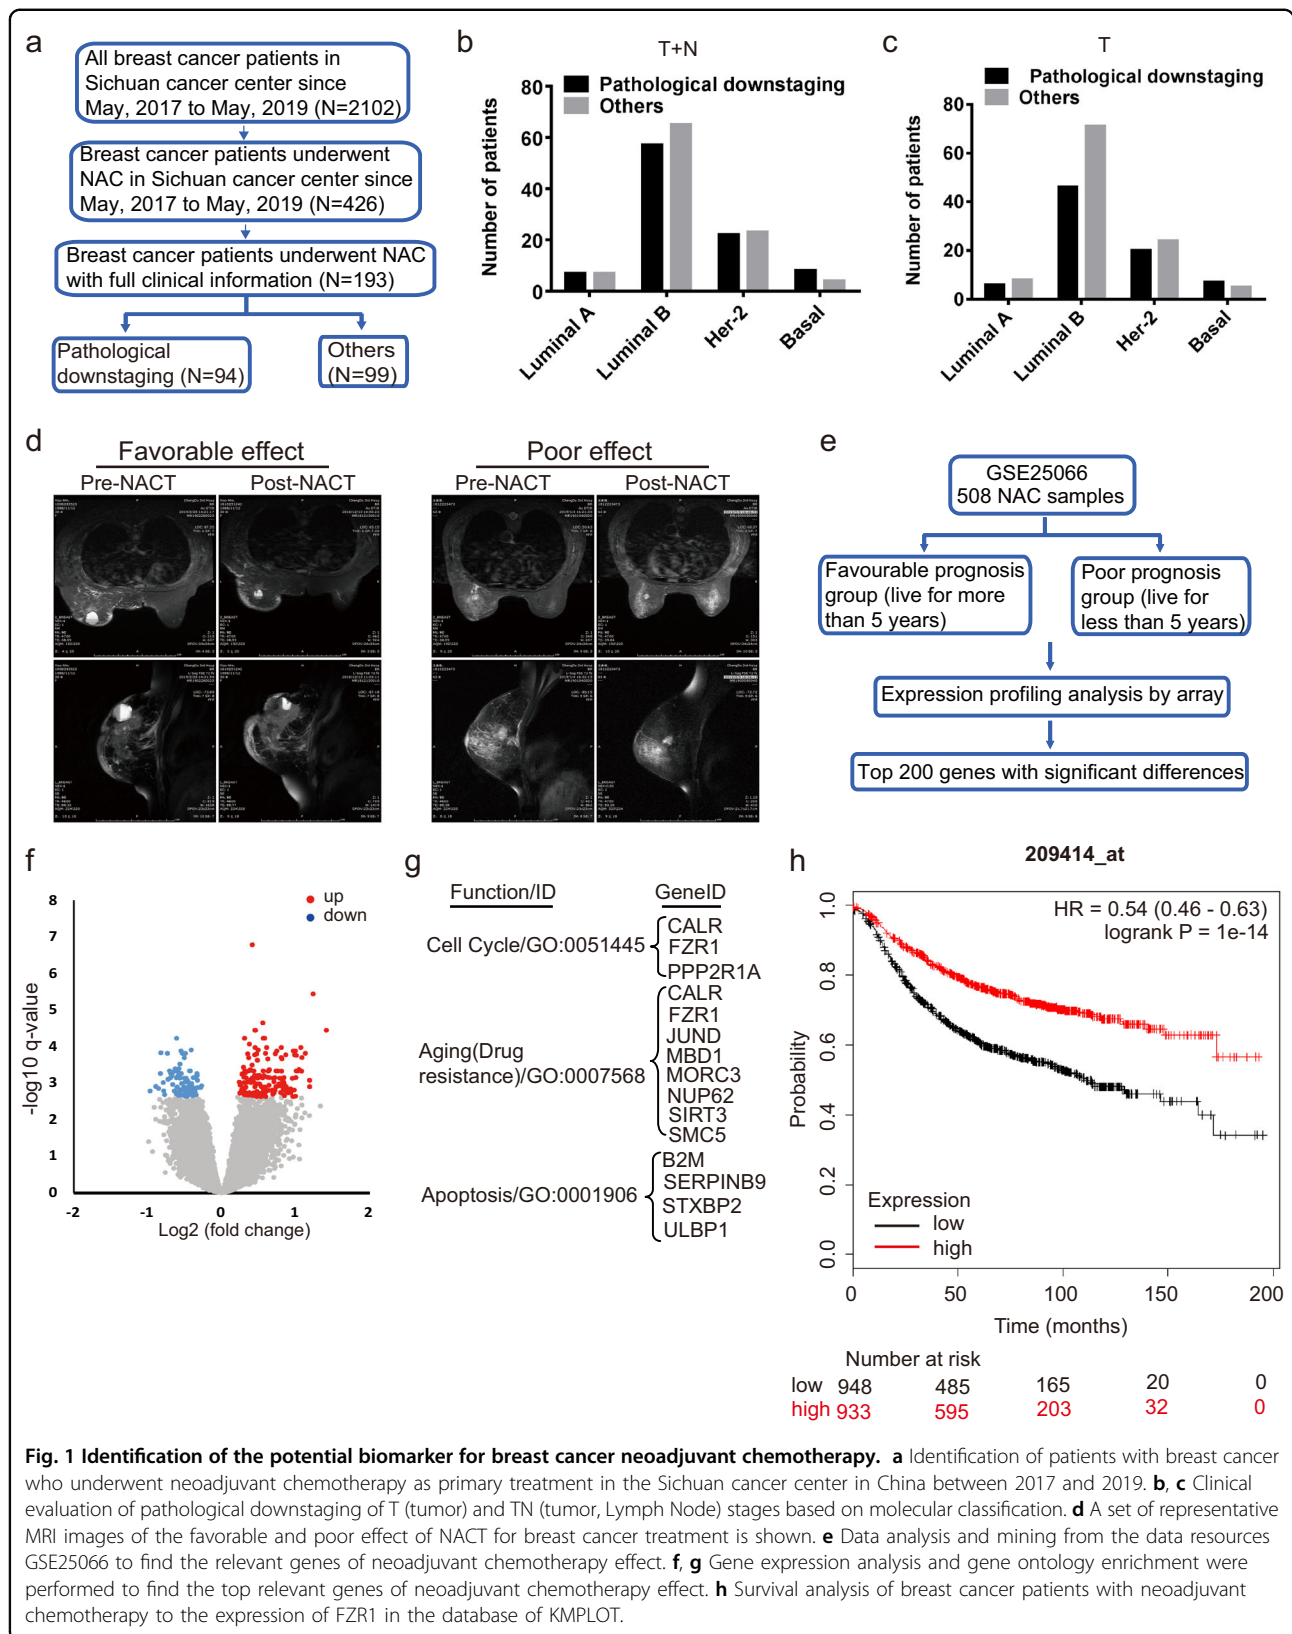 a
All breast cancer patients in
Sichuan cancer center since
May, 2017 to May, 2019 (N=2102)
Breast cancer patients underwent
NAC in Sichuan cancer center since
May, 2017 to May, 2019 (N=426)
Breast cancer patients underwent NAC
with full clinical information (N=193)
Pathological
downstaging (N=94)
Others
(N=99)
b
T+N
Pathological downstaging
Others
Number of patients
80
60
40
20
0
Luminal A
Luminal B
Her-2
Basal
c
T
Pathological downstaging
Others
Number of patients
80
60
40
20
0
Luminal A
Luminal B
Her-2
Basal
d
Favorable effect
Pre-NACT
Post-NACT
Poor effect
Pre-NACT
Post-NACT
e
GSE25066
508 NAC samples
Favourable prognosis
group (live for more
than 5 years)
Poor prognosis
group (live for
less than 5 years)
Expression profiling analysis by array
Top 200 genes with significant differences
f
up
down
-log10 q-value
8
7
6
5
4
3
2
1
0
-2
-1
0
1
2
Log2 (fold change)
g
Function/ID
GeneID
Cell Cycle/GO:0051445
CALR
FZR1
PPP2R1A
Aging(Drug
resistance)/GO:0007568
CALR
FZR1
JUND
MBD1
MORC3
NUP62
SIRT3
SMC5
Apoptosis/GO:0001906
B2M
SERPINB9
STXBP2
ULBP1
h
209414_at
HR = 0.54 (0.46 - 0.63)
logrank P = 1e-14
Probability
1.0
0.8
0.6
0.4
0.2
0.0
Expression
low
high
0
50
100
150
200
Time (months)
Number at risk
low 948 485 165 20 0
high 933 595 203 32 0
Fig. 1 Identification of the potential biomarker for breast cancer neoadjuvant chemotherapy. a Identification of patients with breast cancer
who underwent neoadjuvant chemotherapy as primary treatment in the Sichuan cancer center in China between 2017 and 2019. b, c Clinical
evaluation of pathological downstaging of T (tumor) and TN (tumor, Lymph Node) stages based on molecular classification. d A set of representative
MRI images of the favorable and poor effect of NACT for breast cancer treatment is shown. e Data analysis and mining from the data resources
GSE25066 to find the relevant genes of neoadjuvant chemotherapy effect. f, g Gene expression analysis and gene ontology enrichment were
performed to find the top relevant genes of neoadjuvant chemotherapy effect. h Survival analysis of breast cancer patients with neoadjuvant
chemotherapy to the expression of FZR1 in the database of KMPLOT.